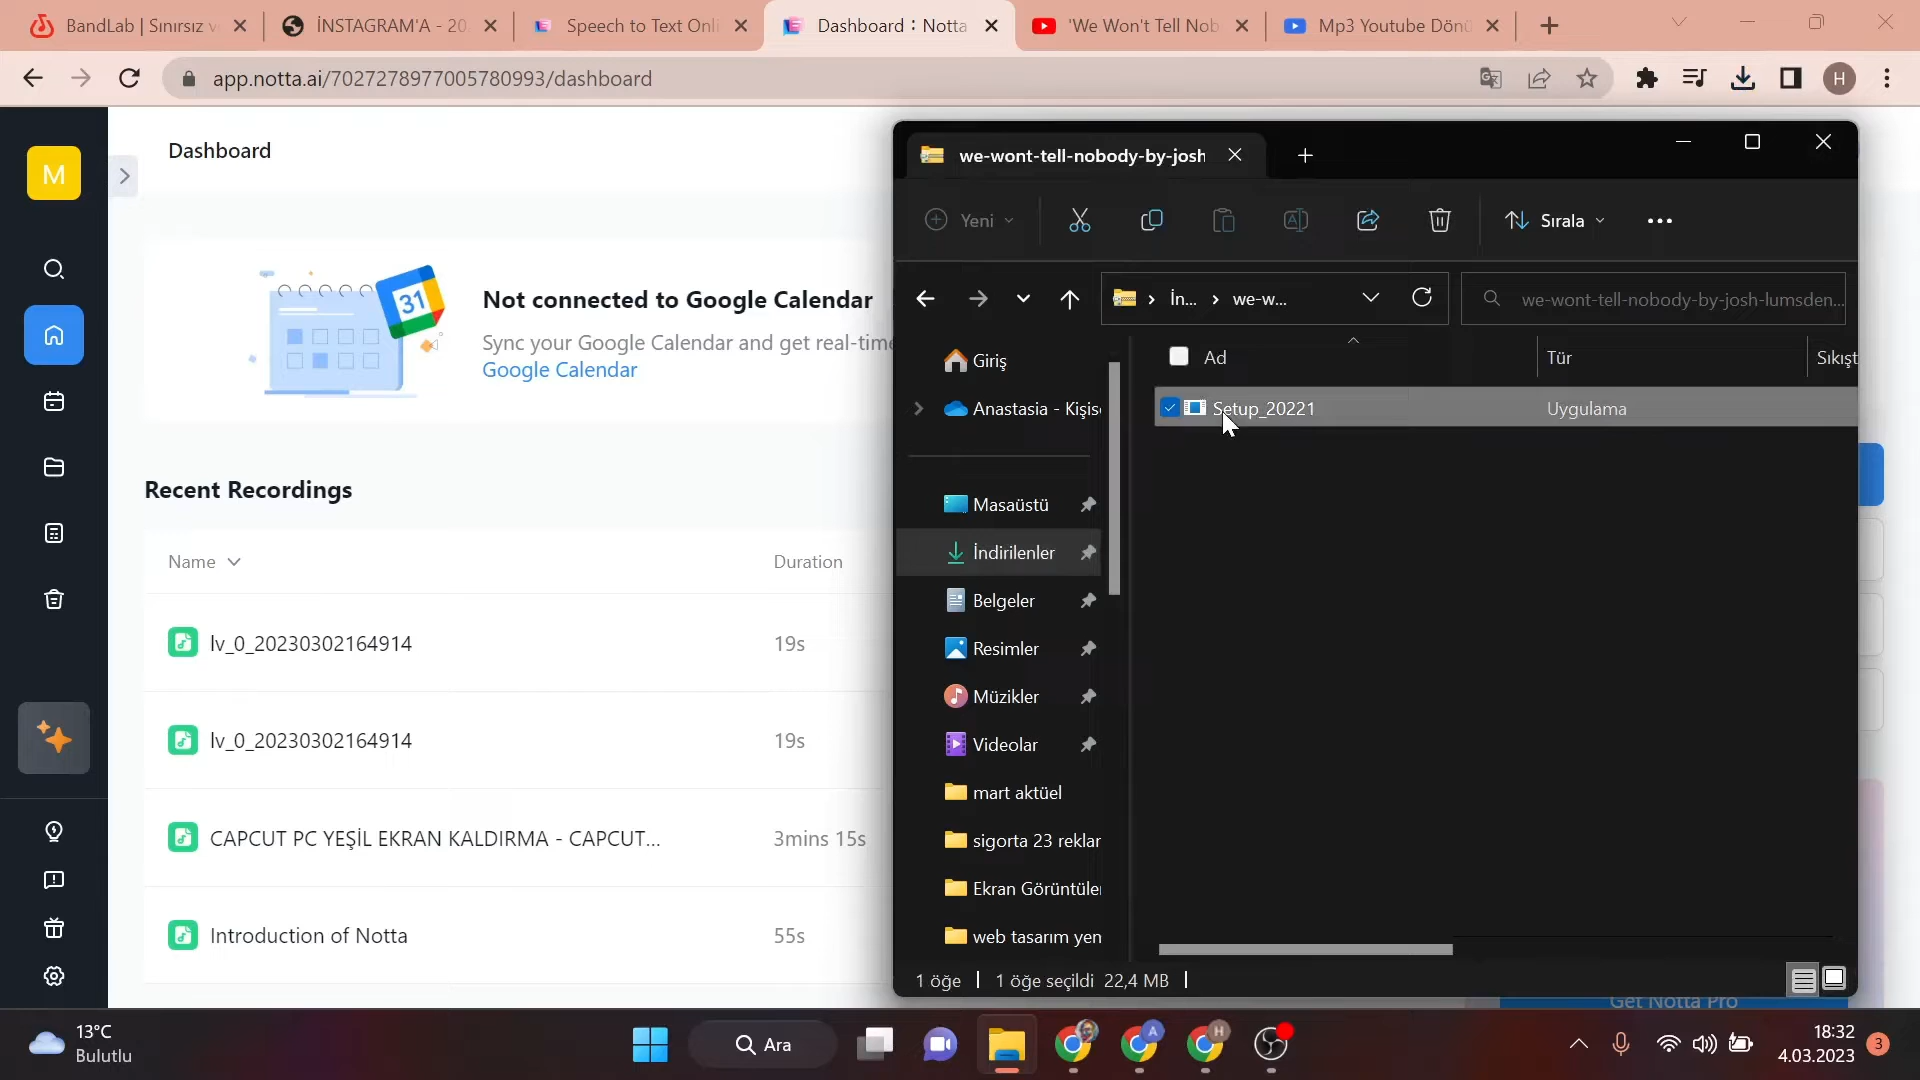 BandLab | Sınırsız v
İNSTAGRAM'A - 20
Speech to Text Onli
Dashboard : Notta
'We Won't Tell Nob
Mp3 Youtube Dönü
app.notta.ai/7027278977005780993/dashboard
H
M
Dashboard
31
Not connected to Google Calendar
Sync your Google Calendar and get real-time
Google Calendar
Recent Recordings
Name
Duration
lv_0_20230302164914
19s
lv_0_20230302164914
19s
CAPCUT PC YEŞİL EKRAN KALDIRMA - CAPCUT...
3mins 15s
Introduction of Notta
55s
we-wont-tell-nobody-by-josh
Yeni
Sırala
İn...
we-w...
we-wont-tell-nobody-by-josh-lumsden...
Ad
Tür
Sıkışt
Setup_20221
Uygulama
Giriş
Anastasia - Kişise
Masaüstü
İndirilenler
Belgeler
Resimler
Müzikler
Videolar
mart aktüel
sigorta 23 reklar
Ekran Görüntüler
web tasarım yen
1 öğe
1 öğe seçildi 22,4 MB
Get Notta Pro
13°C
Bulutlu
Ara
A
H
18:32
4.03.2023
3